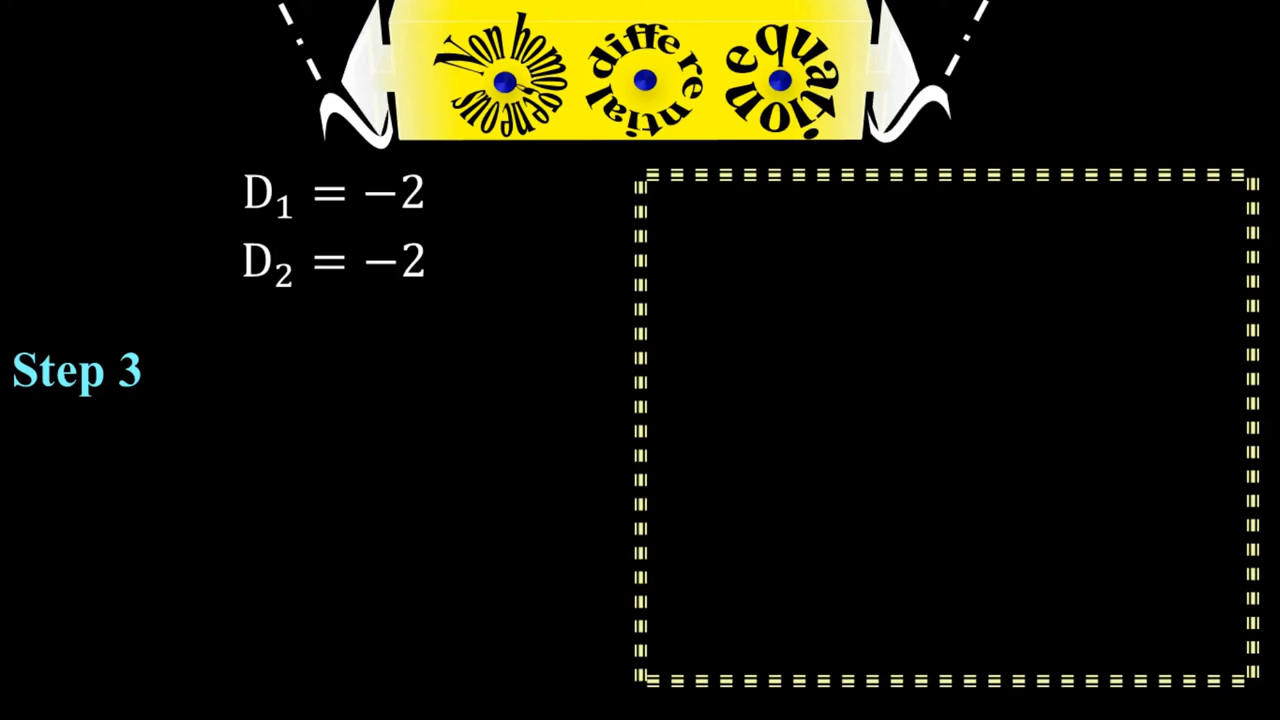 Non homogeneous differential equation
D₁ = −2
D₂ = −2
Step 3